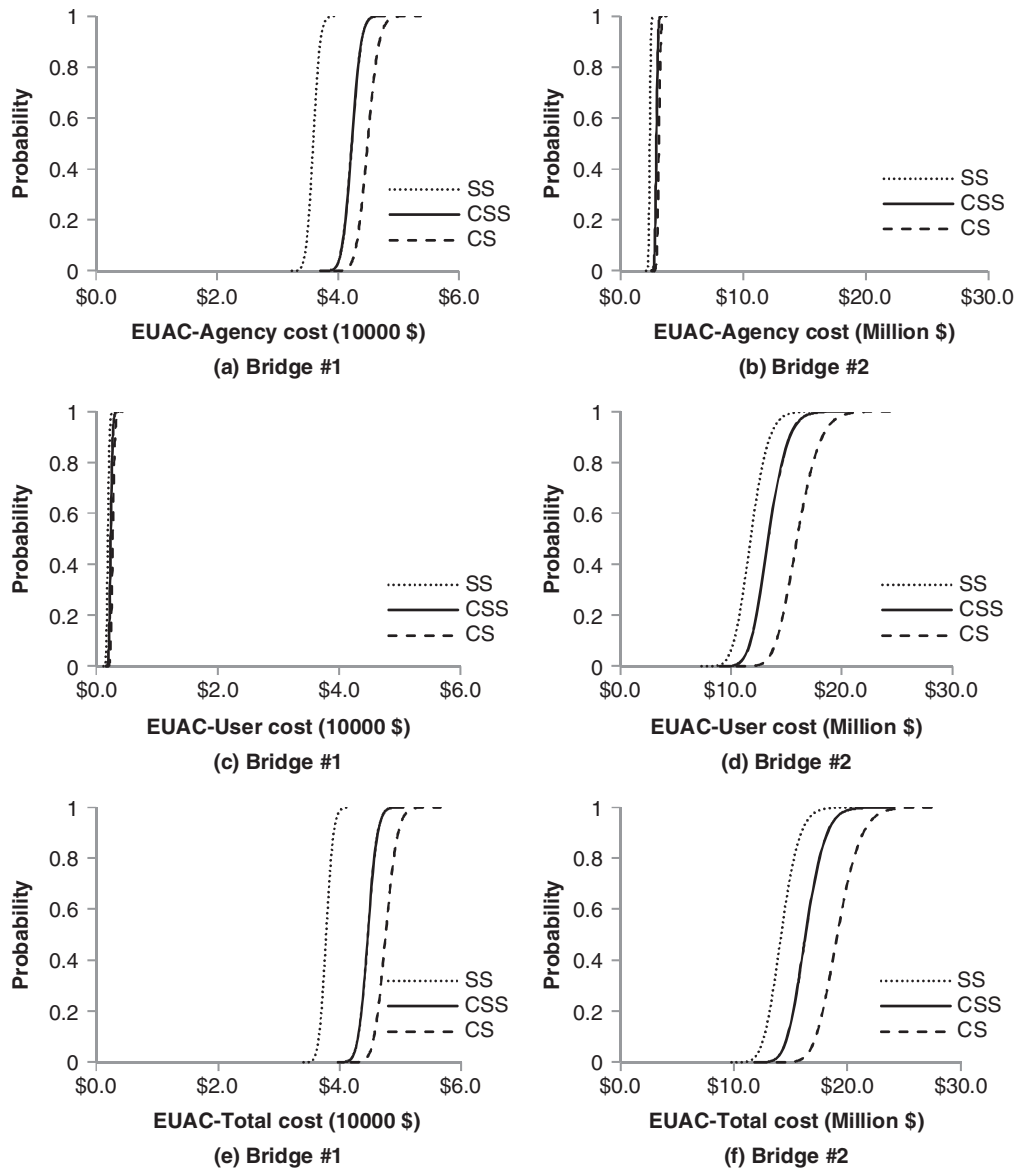 1
0.8
0.6
0.4
0.2
0
Probability
SS
CSS
CS
$0.0
$2.0
$4.0
$6.0
EUAC-Agency cost (10000 $)
(a) Bridge #1
1
0.8
0.6
0.4
0.2
0
Probability
SS
CSS
CS
$0.0
$10.0
$20.0
$30.0
EUAC-Agency cost (Million $)
(b) Bridge #2
1
0.8
0.6
0.4
0.2
0
Probability
SS
CSS
CS
$0.0
$2.0
$4.0
$6.0
EUAC-User cost (10000 $)
(c) Bridge #1
1
0.8
0.6
0.4
0.2
0
Probability
SS
CSS
CS
$0.0
$10.0
$20.0
$30.0
EUAC-User cost (Million $)
(d) Bridge #2
1
0.8
0.6
0.4
0.2
0
Probability
SS
CSS
CS
$0.0
$2.0
$4.0
$6.0
EUAC-Total cost (10000 $)
(e) Bridge #1
1
0.8
0.6
0.4
0.2
0
Probability
SS
CSS
CS
$0.0
$10.0
$20.0
$30.0
EUAC-Total cost (Million $)
(f) Bridge #2